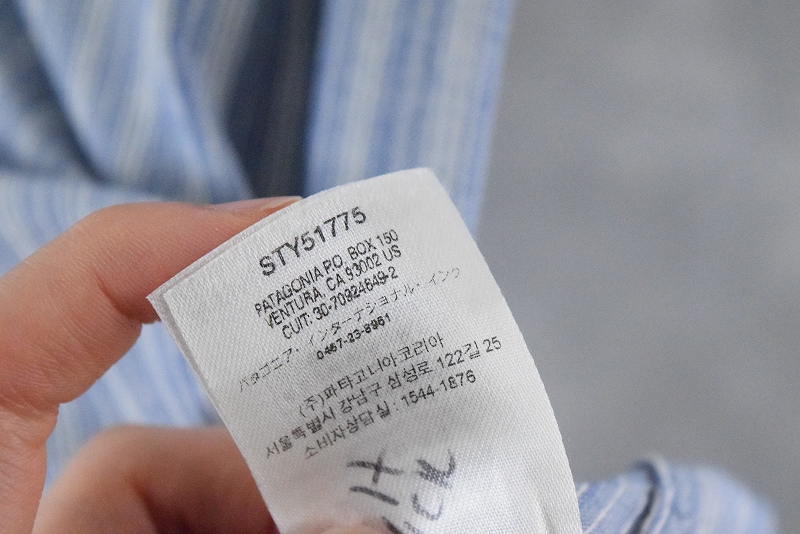 STY51775
PATAGONIA P.O. BOX 150
VENTURA, CA 93002 US
CUIT: 30-70924649-2
パタゴニア・インターナショナル・インク
0467-23-8961
(주)파타고니아코리아
서울특별시 강남구 삼성로 122길 25
소비자상담실 : 1544-1876